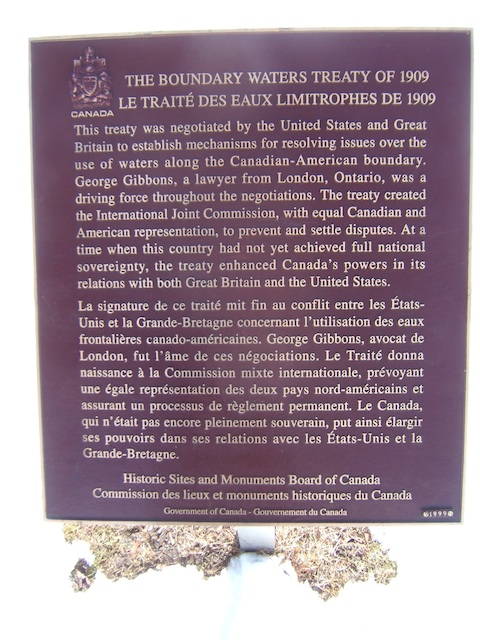 CANADA
THE BOUNDARY WATERS TREATY OF 1909
LE TRAITÉ DES EAUX LIMITROPHES DE 1909
This treaty was negotiated by the United States and Great
Britain to establish mechanisms for resolving issues over the
use of waters along the Canadian-American boundary.
George Gibbons, a lawyer from London, Ontario, was a
driving force throughout the negotiations. The treaty created
the International Joint Commission, with equal Canadian and
American representation, to prevent and settle disputes. At a
time when this country had not yet achieved full national
sovereignty, the treaty enhanced Canada's powers in its
relations with both Great Britain and the United States.
La signature de ce traité mit fin au conflit entre les États-
Unis et la Grande-Bretagne concernant l'utilisation des eaux
frontalières canado-américaines. George Gibbons, avocat de
London, fut l'âme de ces négociations. Le Traité donna
naissance à la Commission mixte internationale, prévoyant
une égale représentation des deux pays nord-américains et
assurant un processus de règlement permanent. Le Canada,
qui n'était pas encore pleinement souverain, put ainsi élargir
ses pouvoirs dans ses relations avec les États-Unis et la
Grande-Bretagne.
Historic Sites and Monuments Board of Canada
Commission des lieux et monuments historiques du Canada
Government of Canada - Gouvernement du Canada
1999